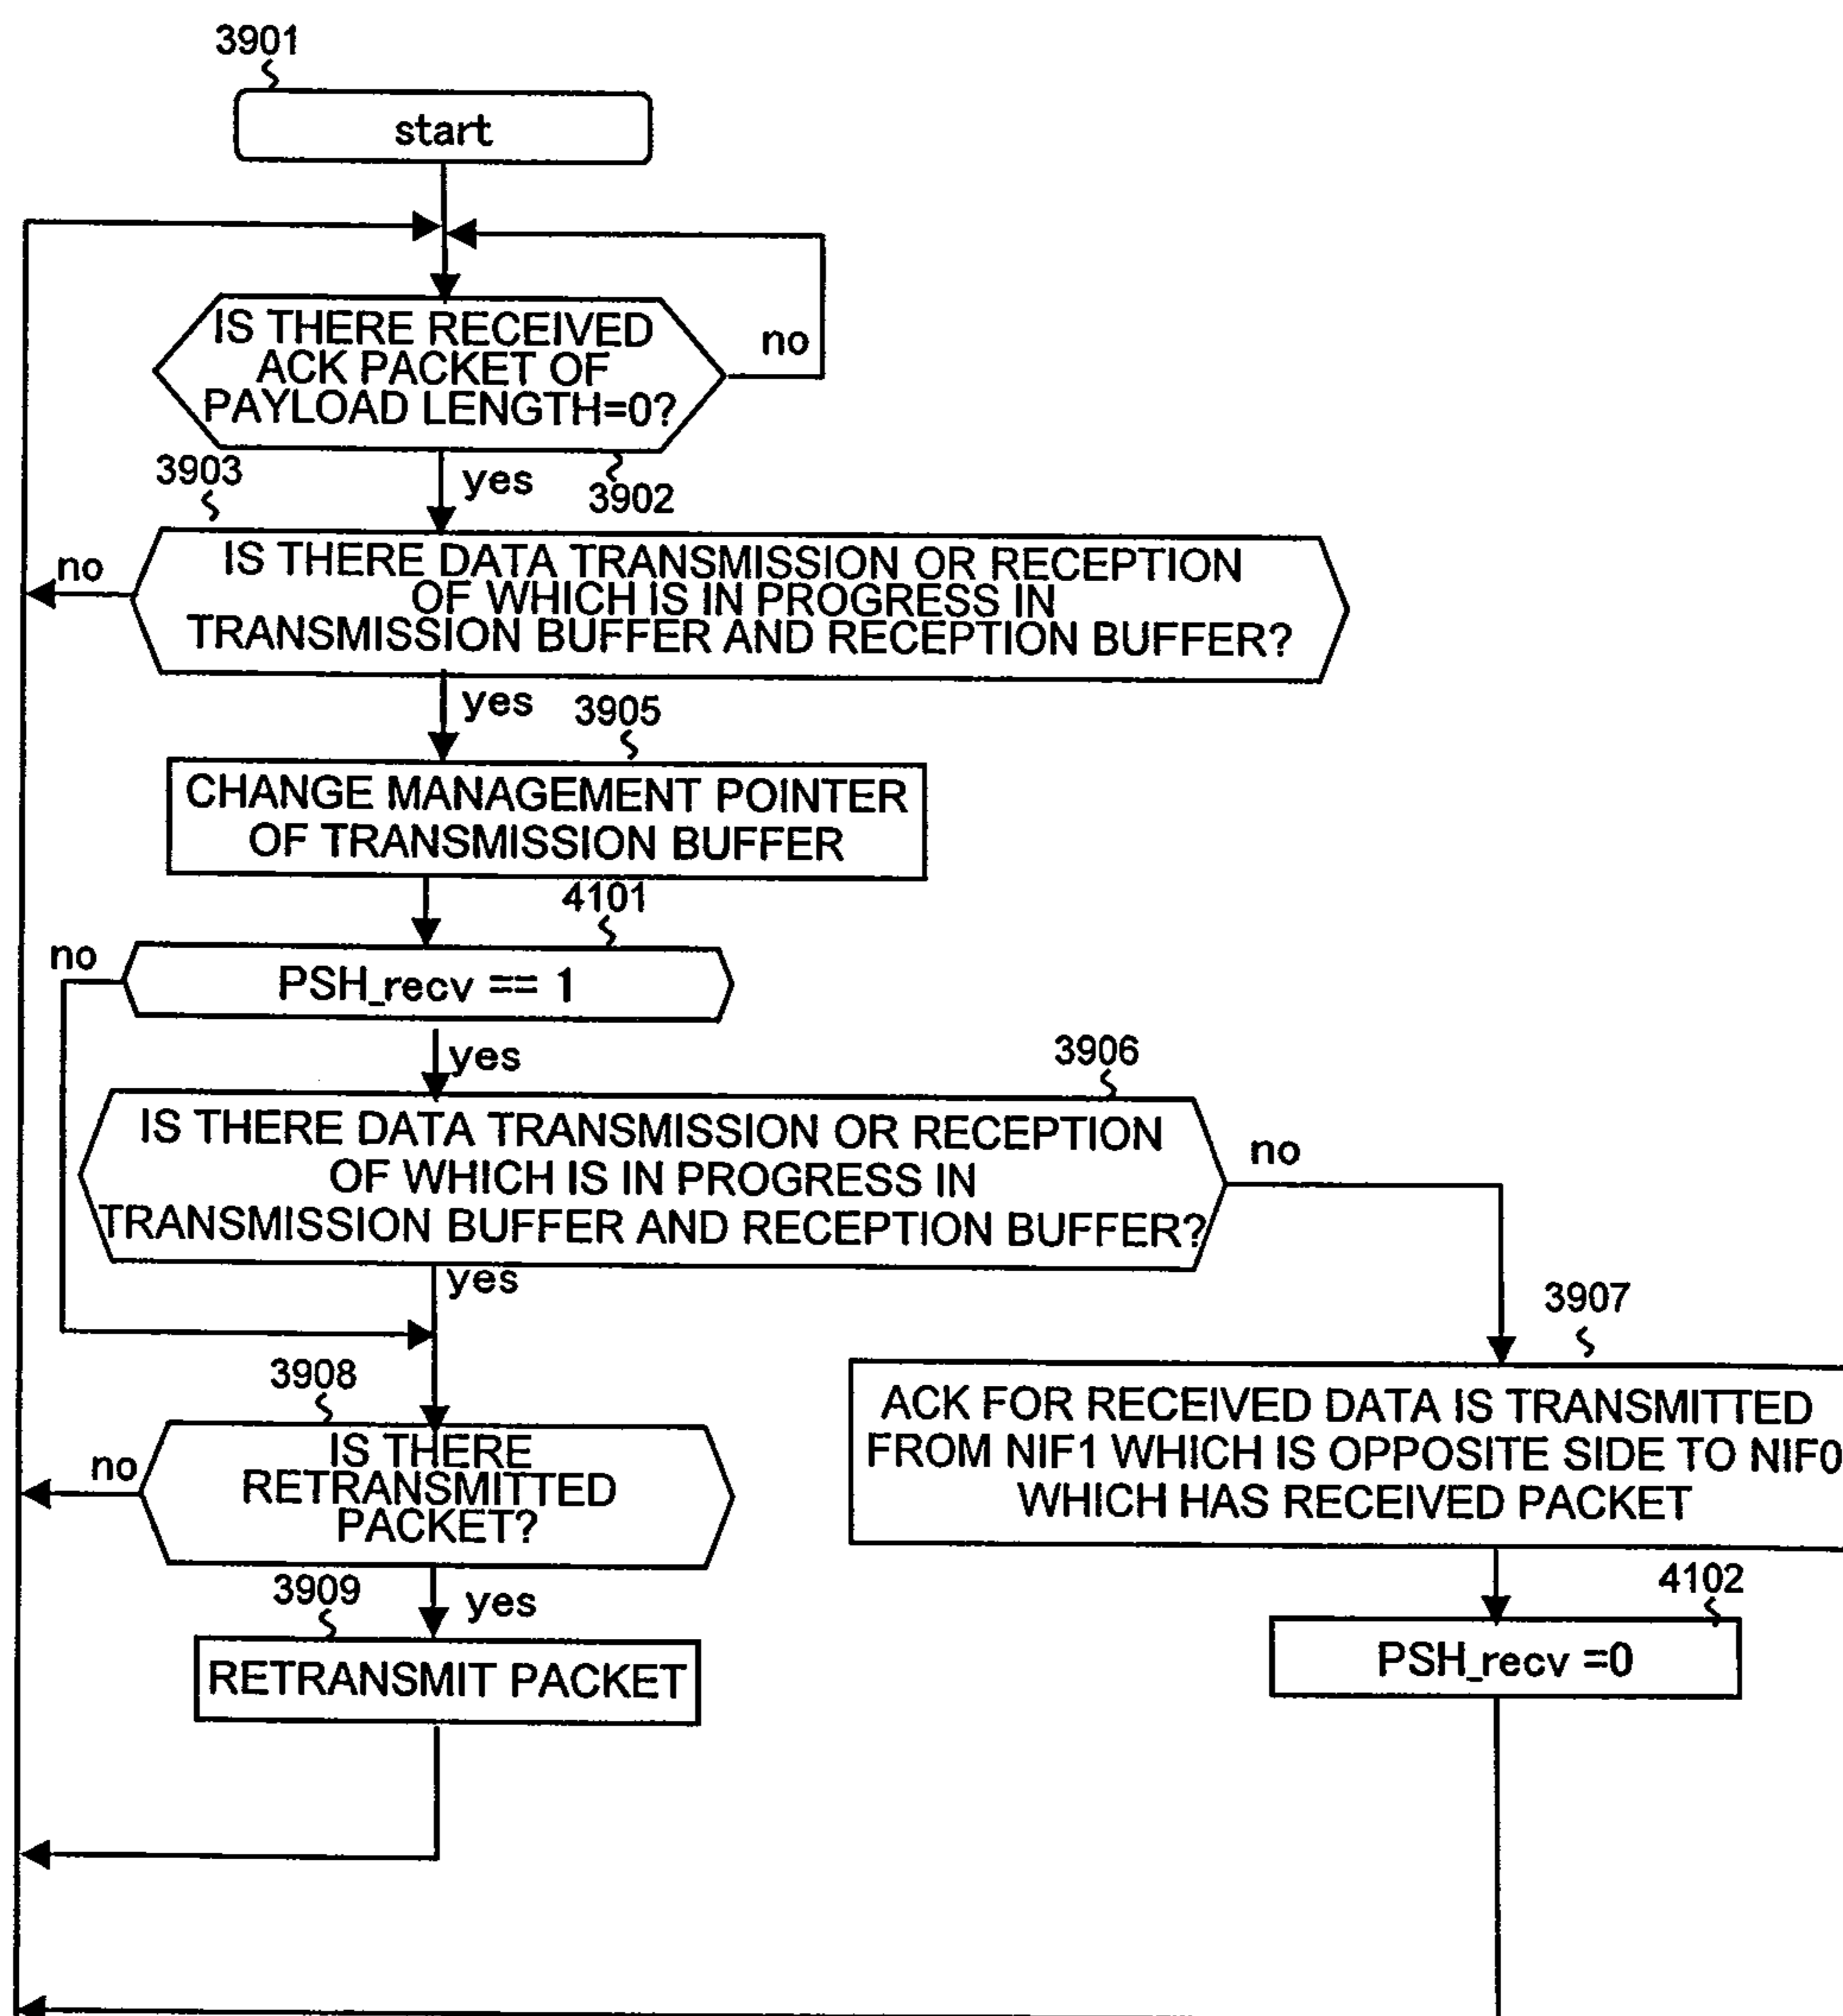 3901
start
IS THERE RECEIVED
ACK PACKET OF
PAYLOAD LENGTH=0?
no
3903
yes
3902
no
IS THERE DATA TRANSMISSION OR RECEPTION
OF WHICH IS IN PROGRESS IN
TRANSMISSION BUFFER AND RECEPTION BUFFER?
yes
3905
CHANGE MANAGEMENT POINTER
OF TRANSMISSION BUFFER
4101
no
PSH_recv == 1
yes
3906
IS THERE DATA TRANSMISSION OR RECEPTION
OF WHICH IS IN PROGRESS IN
TRANSMISSION BUFFER AND RECEPTION BUFFER?
no
yes
3907
3908
ACK FOR RECEIVED DATA IS TRANSMITTED
FROM NIF1 WHICH IS OPPOSITE SIDE TO NIF0
WHICH HAS RECEIVED PACKET
no
IS THERE
RETRANSMITTED
PACKET?
3909
yes
4102
RETRANSMIT PACKET
PSH_recv =0